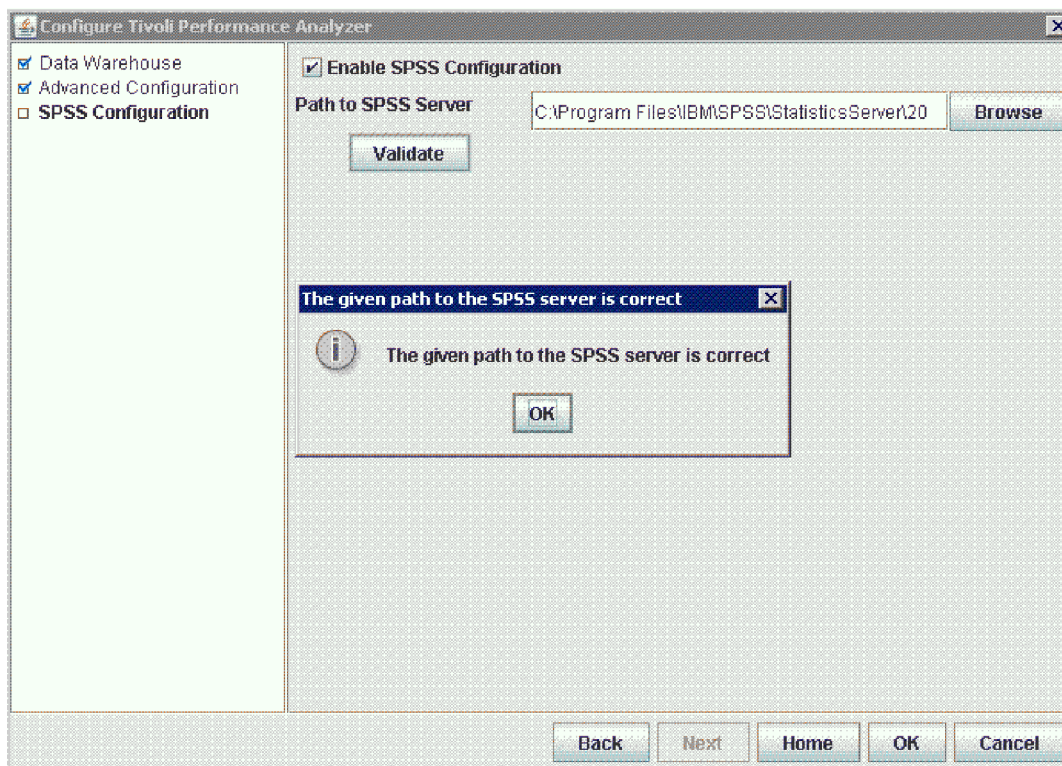 Configure Tivoli Performance Analyzer
Data Warehouse
Advanced Configuration
SPSS Configuration
Enable SPSS Configuration
Path to SPSS Server
C:\Program Files\IBM\SPSS\StatisticsServer\20
Browse
Validate
The given path to the SPSS server is correct
The given path to the SPSS server is correct
OK
Back
Next
Home
OK
Cancel